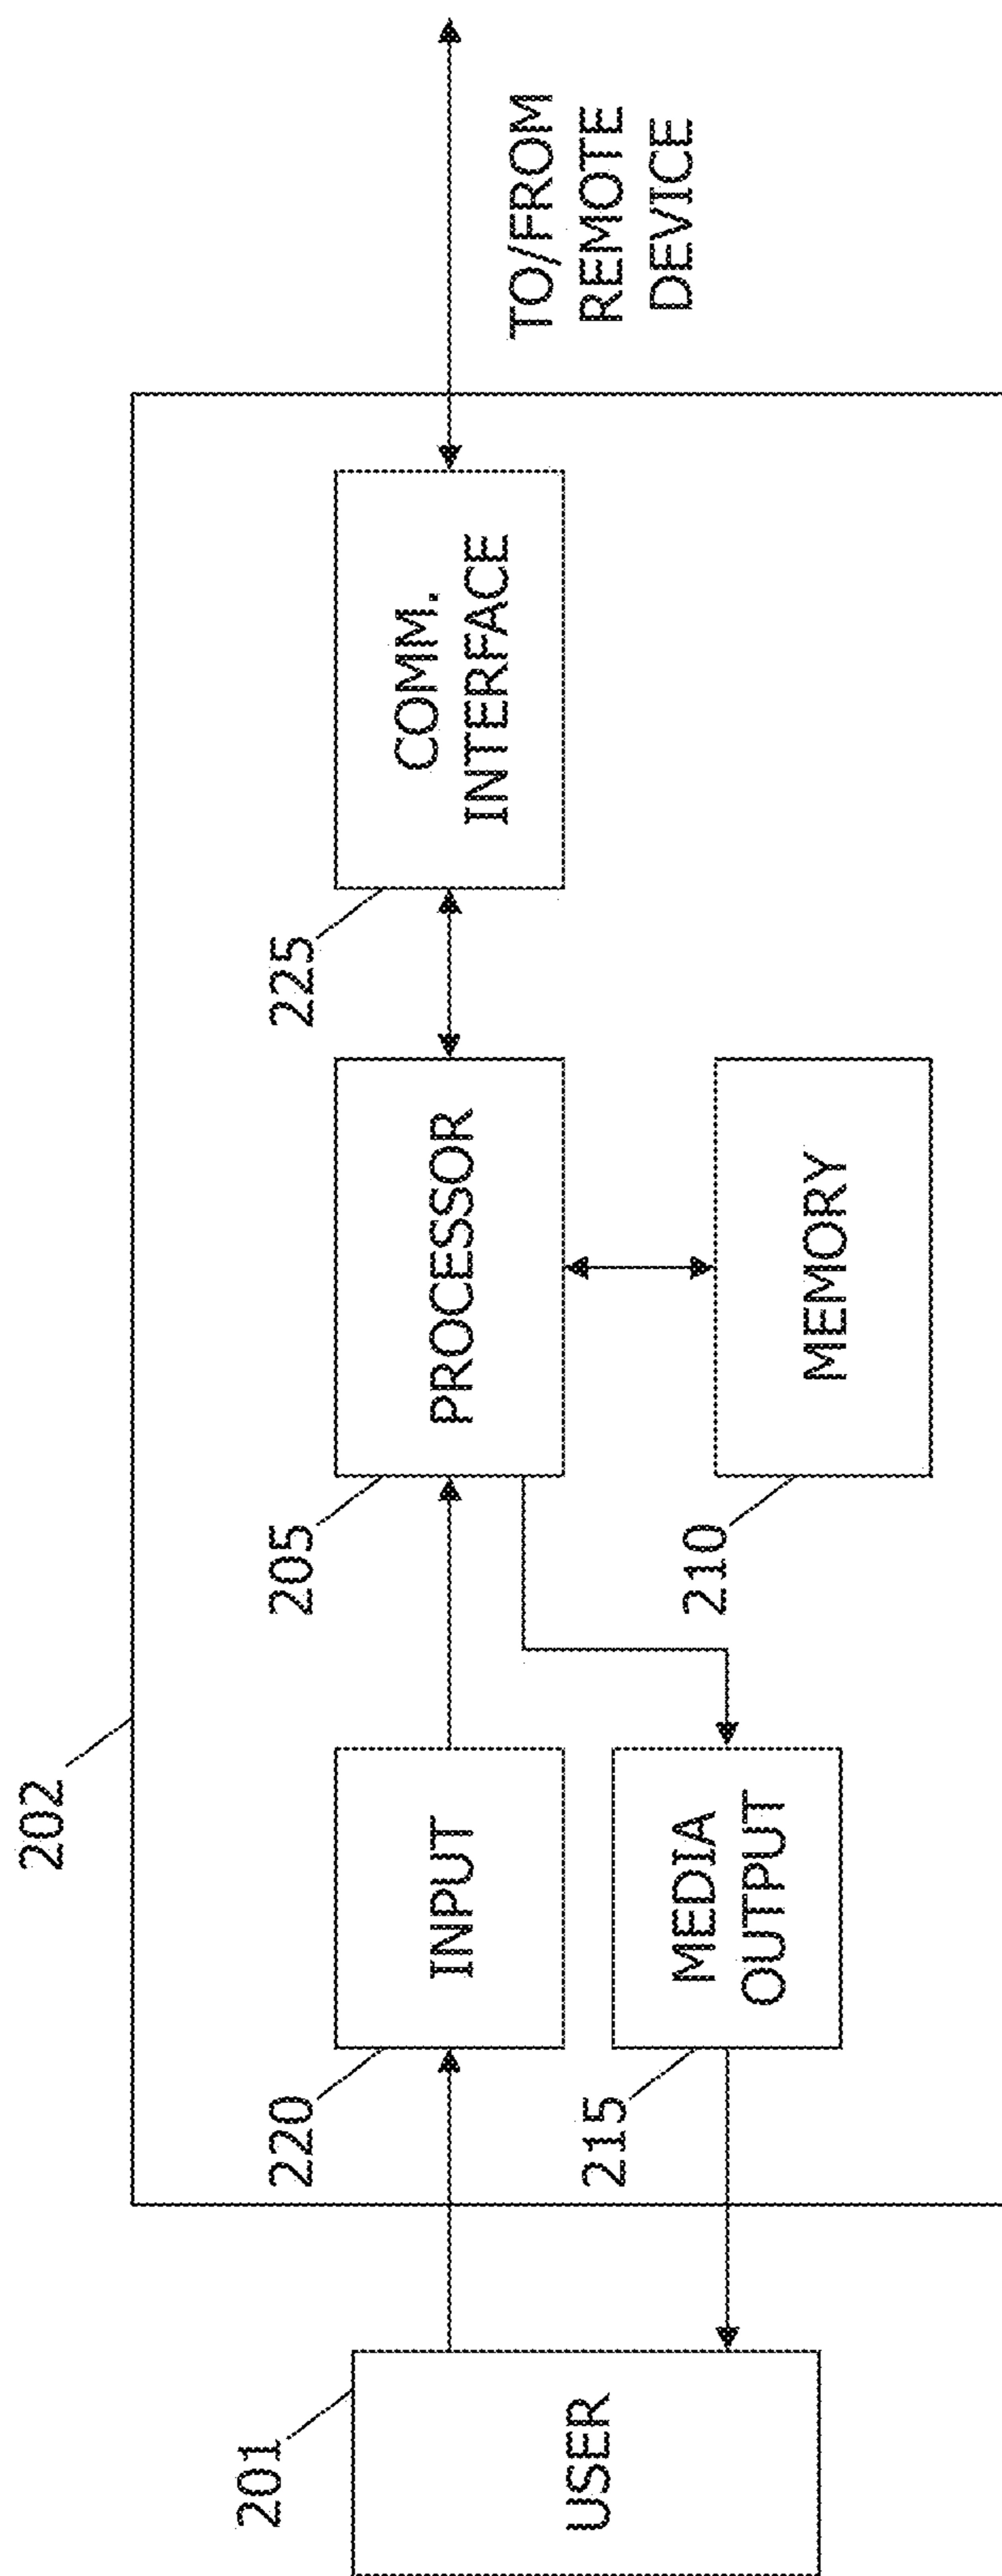 202
201
USER
220
INPUT
215
MEDIA
OUTPUT
205
PROCESSOR
210
MEMORY
225
COMM.
INTERFACE
TO/FROM
REMOTE
DEVICE